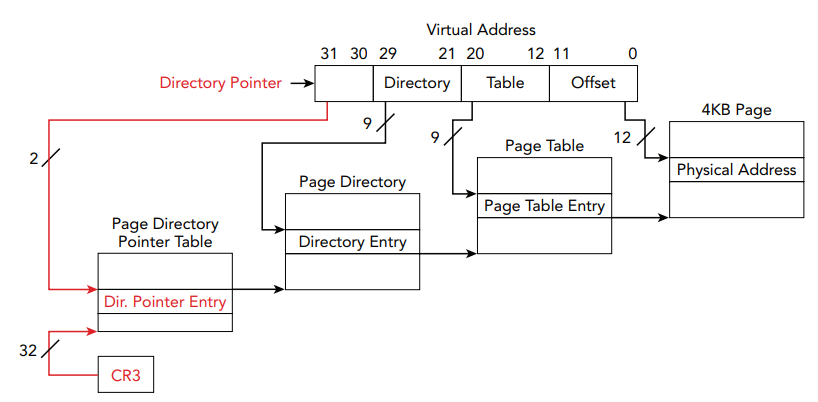 Virtual Address
31 30 29 21 20 12 11 0
Directory Pointer
Directory Table Offset
4KB Page
9
9
12
2
Page Table
Physical Address
Page Directory
Page Table Entry
Page Directory
Pointer Table
Directory Entry
Dir. Pointer Entry
32
CR3